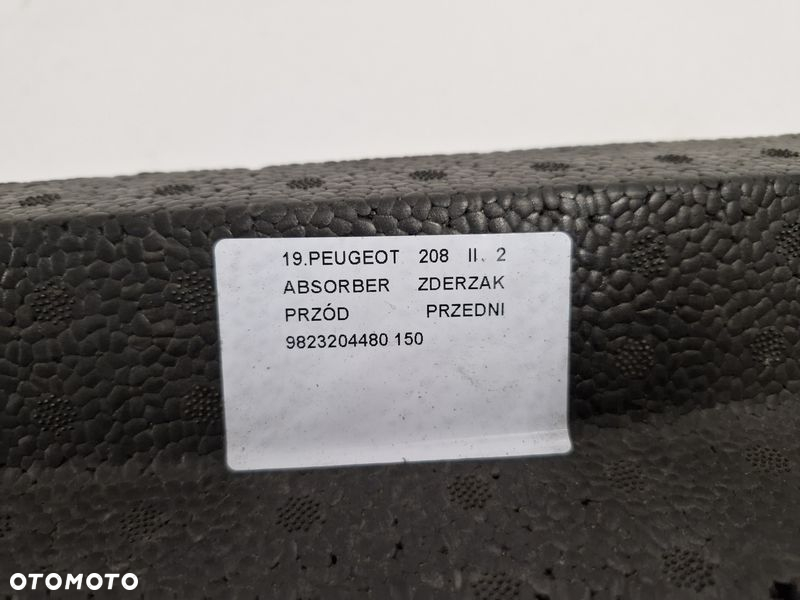 19.PEUGEOT 208 II. 2
ABSORBER ZDERZAK
PRZÓD PRZEDNI
9823204480 150
OTOMOTO